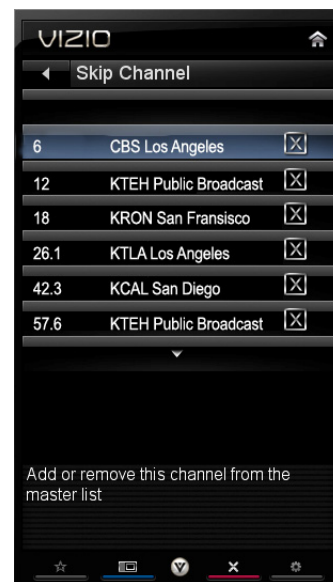 VIZIO
Skip Channel
6 CBS Los Angeles X
12 KTEH Public Broadcast X
18 KRON San Fransisco X
26.1 KTLA Los Angeles X
42.3 KCAL San Diego X
57.6 KTEH Public Broadcast X
Add or remove this channel from the
master list